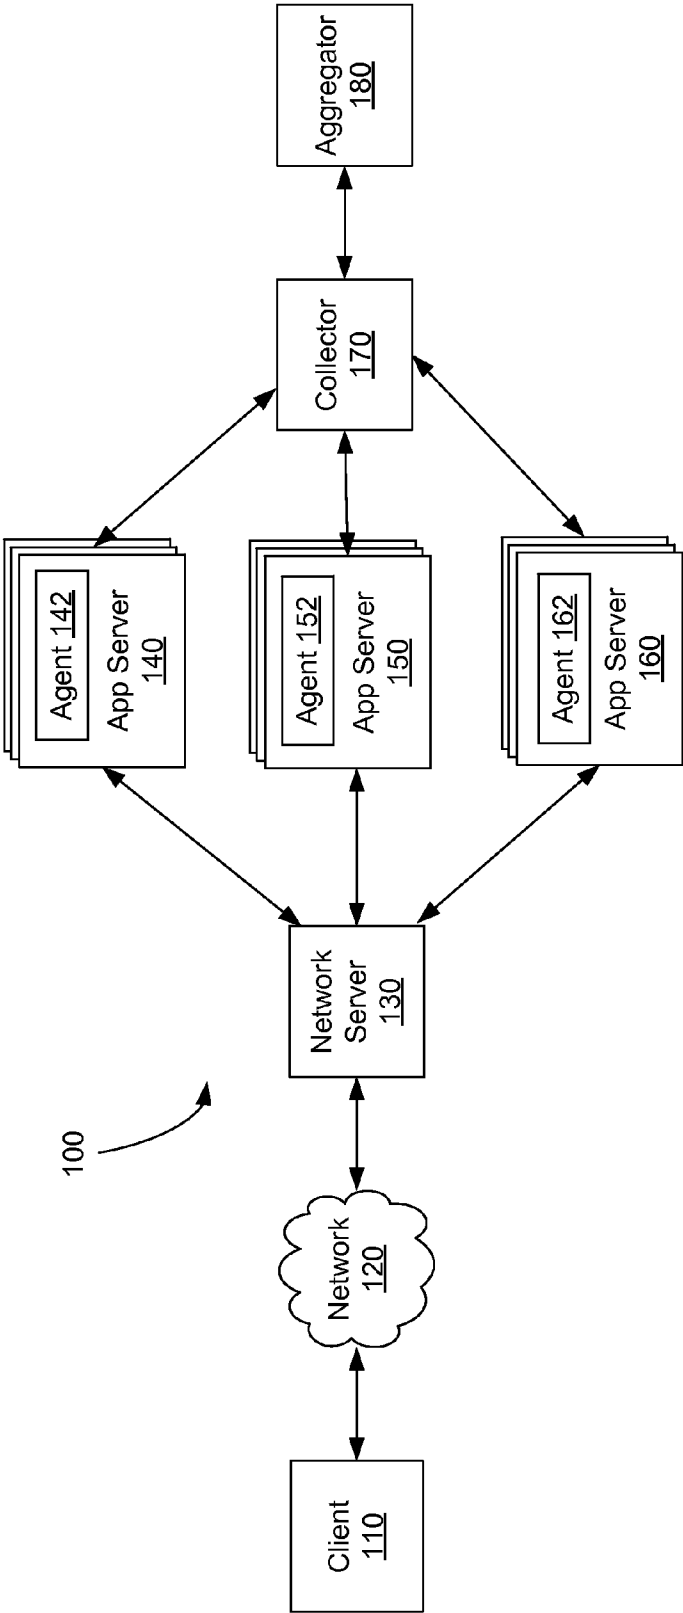 100
Client
110
Network
120
Network
Server
130
Agent 142
App Server
140
Agent 152
App Server
150
Agent 162
App Server
160
Collector
170
Aggregator
180